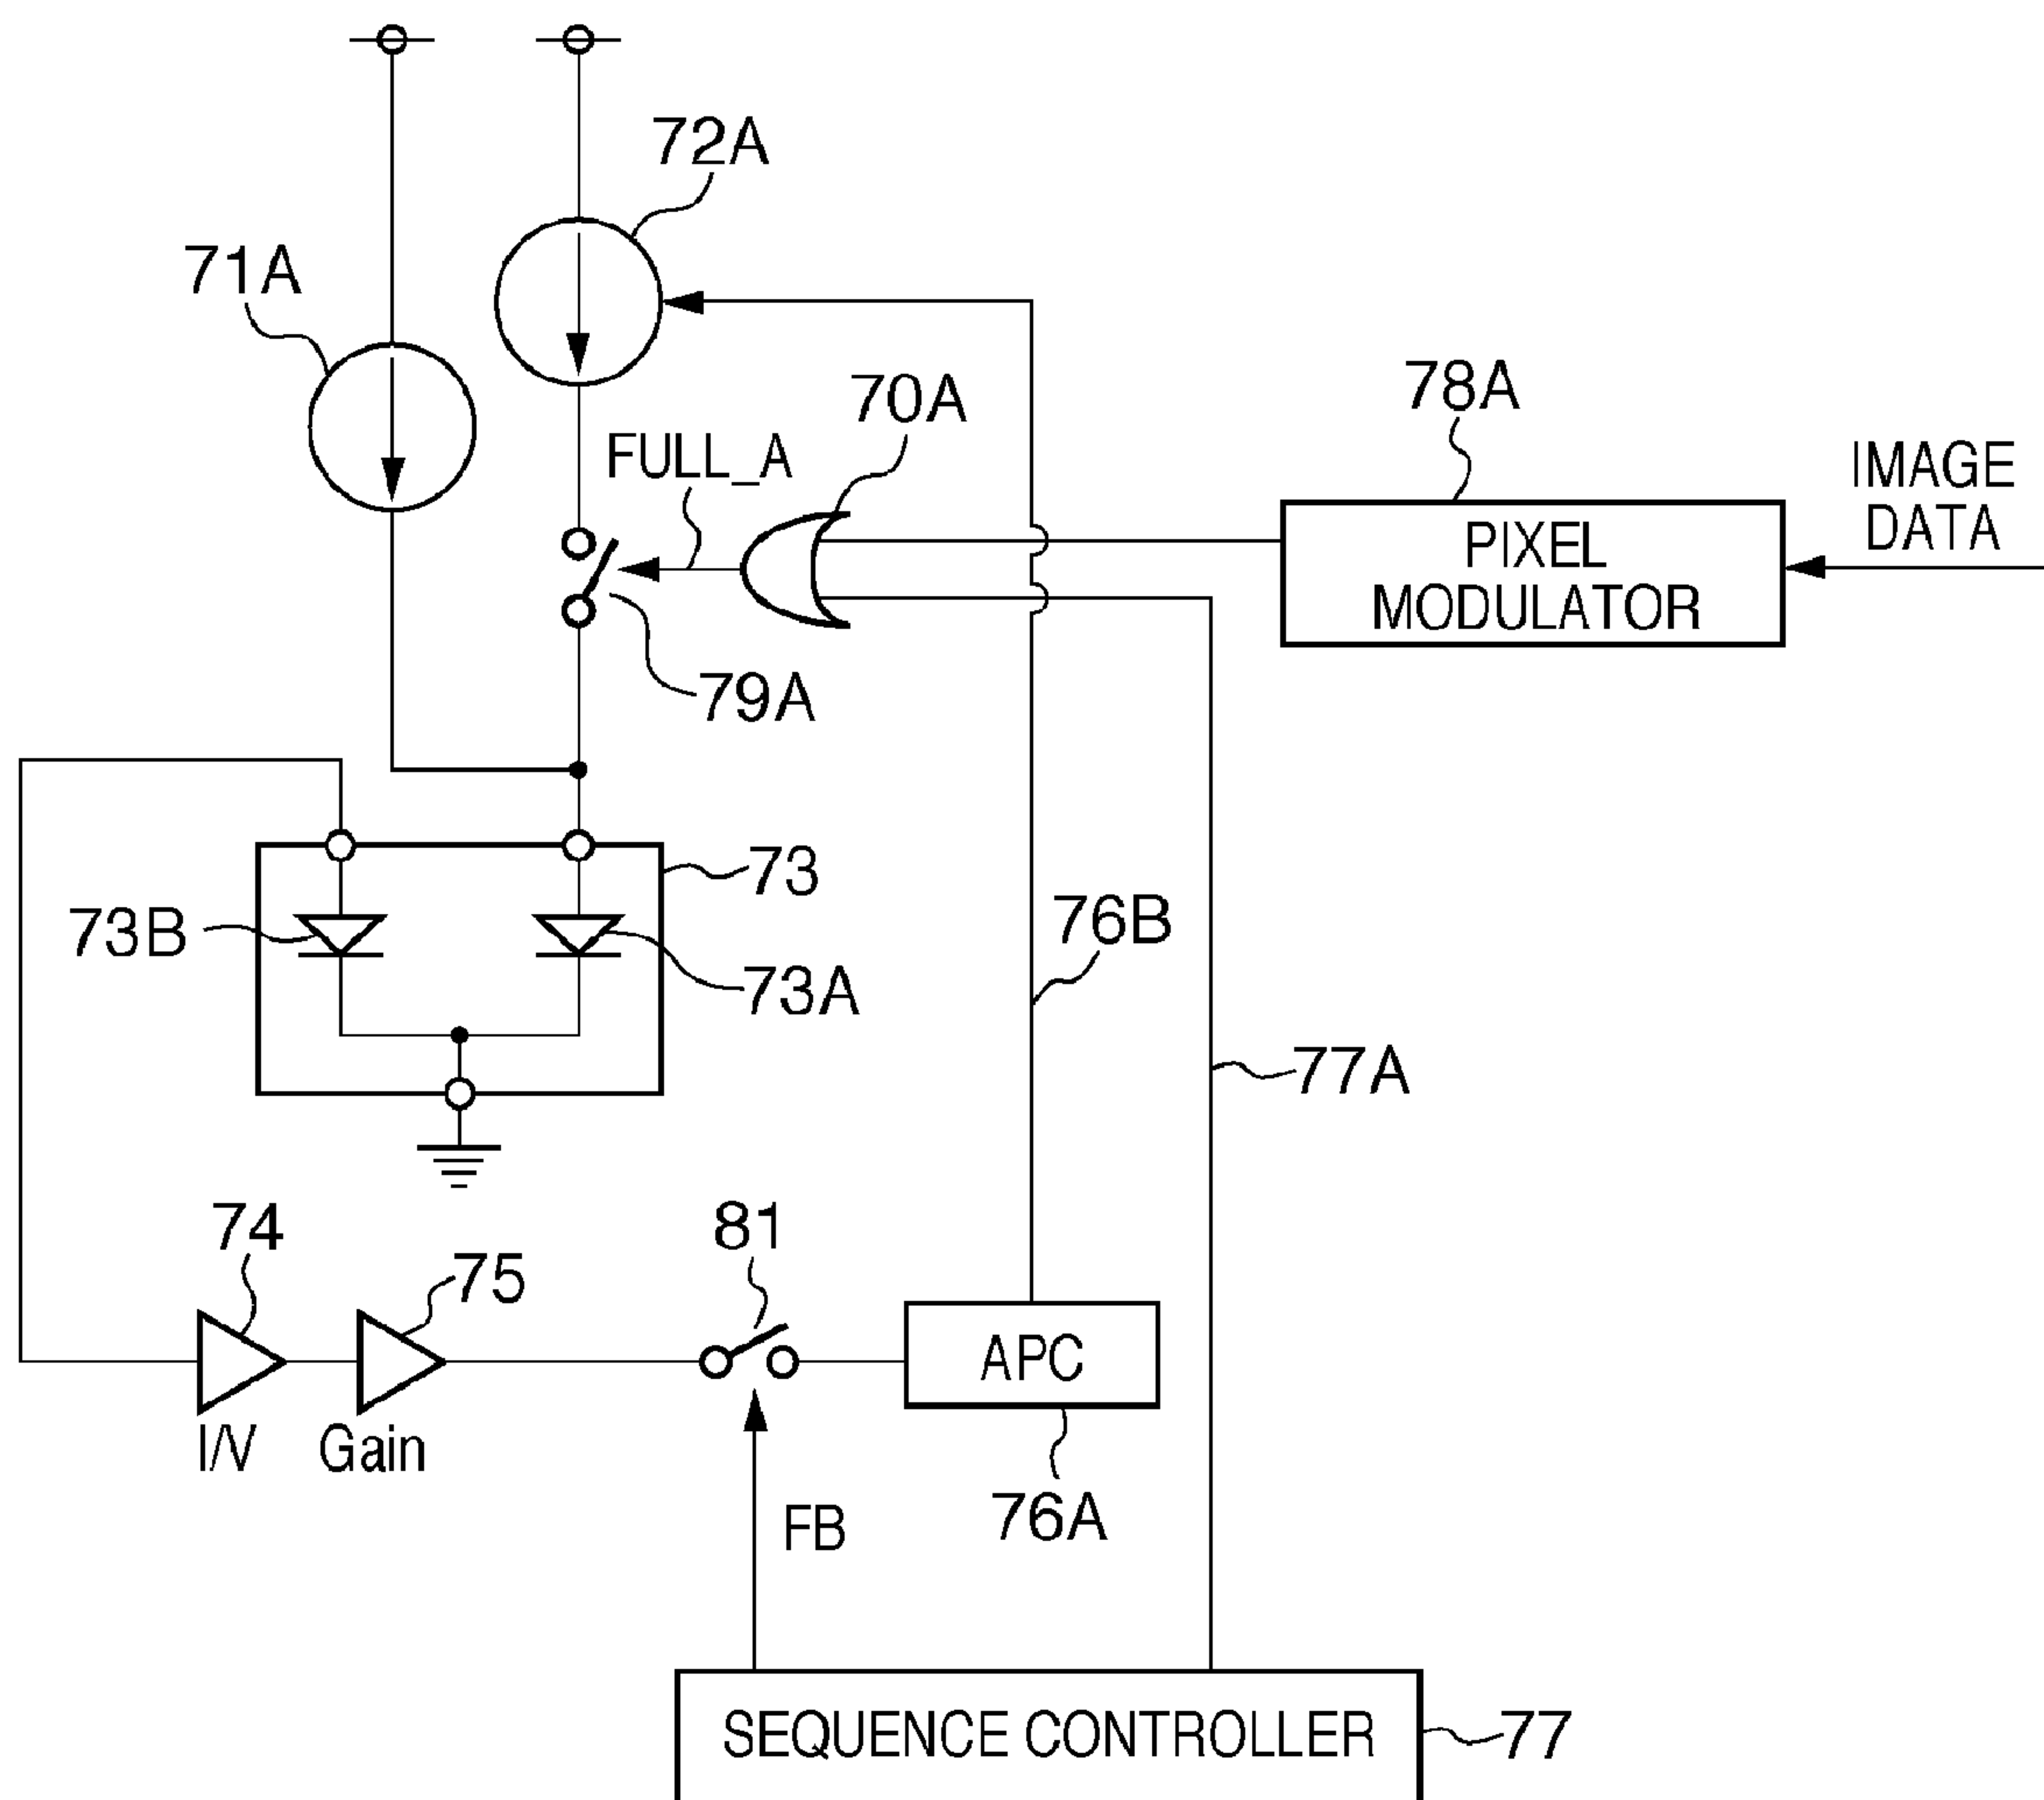 72A
71A
70A
78A
FULL_A
IMAGE
DATA
PIXEL
MODULATOR
79A
73
73B
76B
73A
77A
74
81
75
APC
I/V
Gain
76A
FB
SEQUENCE CONTROLLER
77